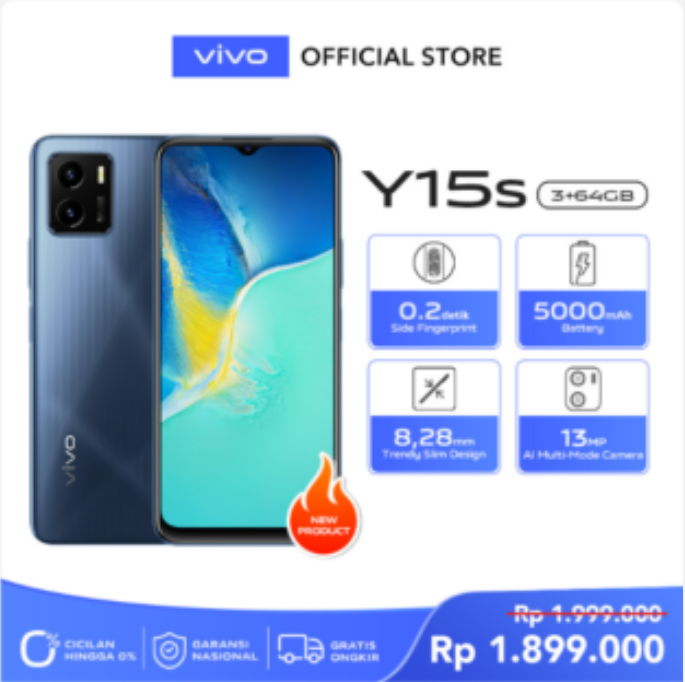 vivo OFFICIAL STORE
Y15s 3+64GB
0.2detik
Side Fingerprint
5000mAh
Battery
8,28mm
Trendy Slim Design
13MP
AI Multi-Mode Camera
vivo
NEW
PRODUCT
0% CICILAN
HINGGA 0%
GARANSI
NASIONAL
GRATIS
ONGKIR
Rp 1.999.000
Rp 1.899.000